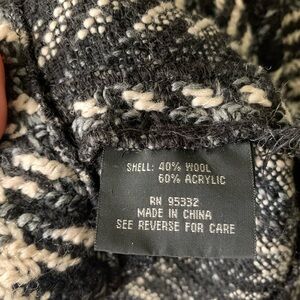 SHELL: 40% WOOL
60% ACRYLIC
RN 95332
MADE IN CHINA
SEE REVERSE FOR CARE